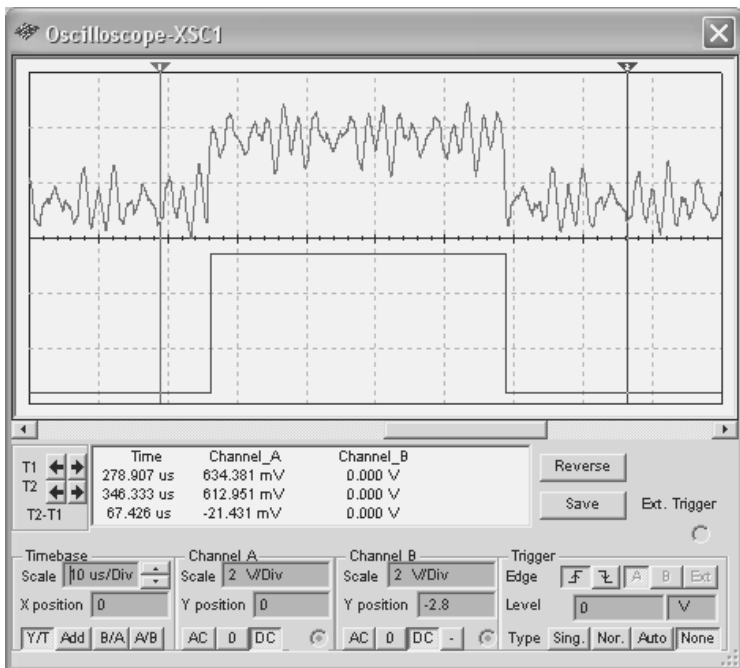 Oscilloscope-XSC1
1 2
T1
T2
T2-T1
Time Channel_A Channel_B
278.907 us 634.381 mV 0.000 V
346.333 us 612.951 mV 0.000 V
67.426 us -21.431 mV 0.000 V
Reverse
Save
Ext. Trigger
Timebase
Scale 10 us/Div
X position 0
Y/T Add B/A A/B
Channel A
Scale 2 V/Div
Y position 0
AC 0 DC
Channel B
Scale 2 V/Div
Y position -2.8
AC 0 DC -
Trigger
Edge A B Ext
Level 0 V
Type Sing. Nor. Auto None